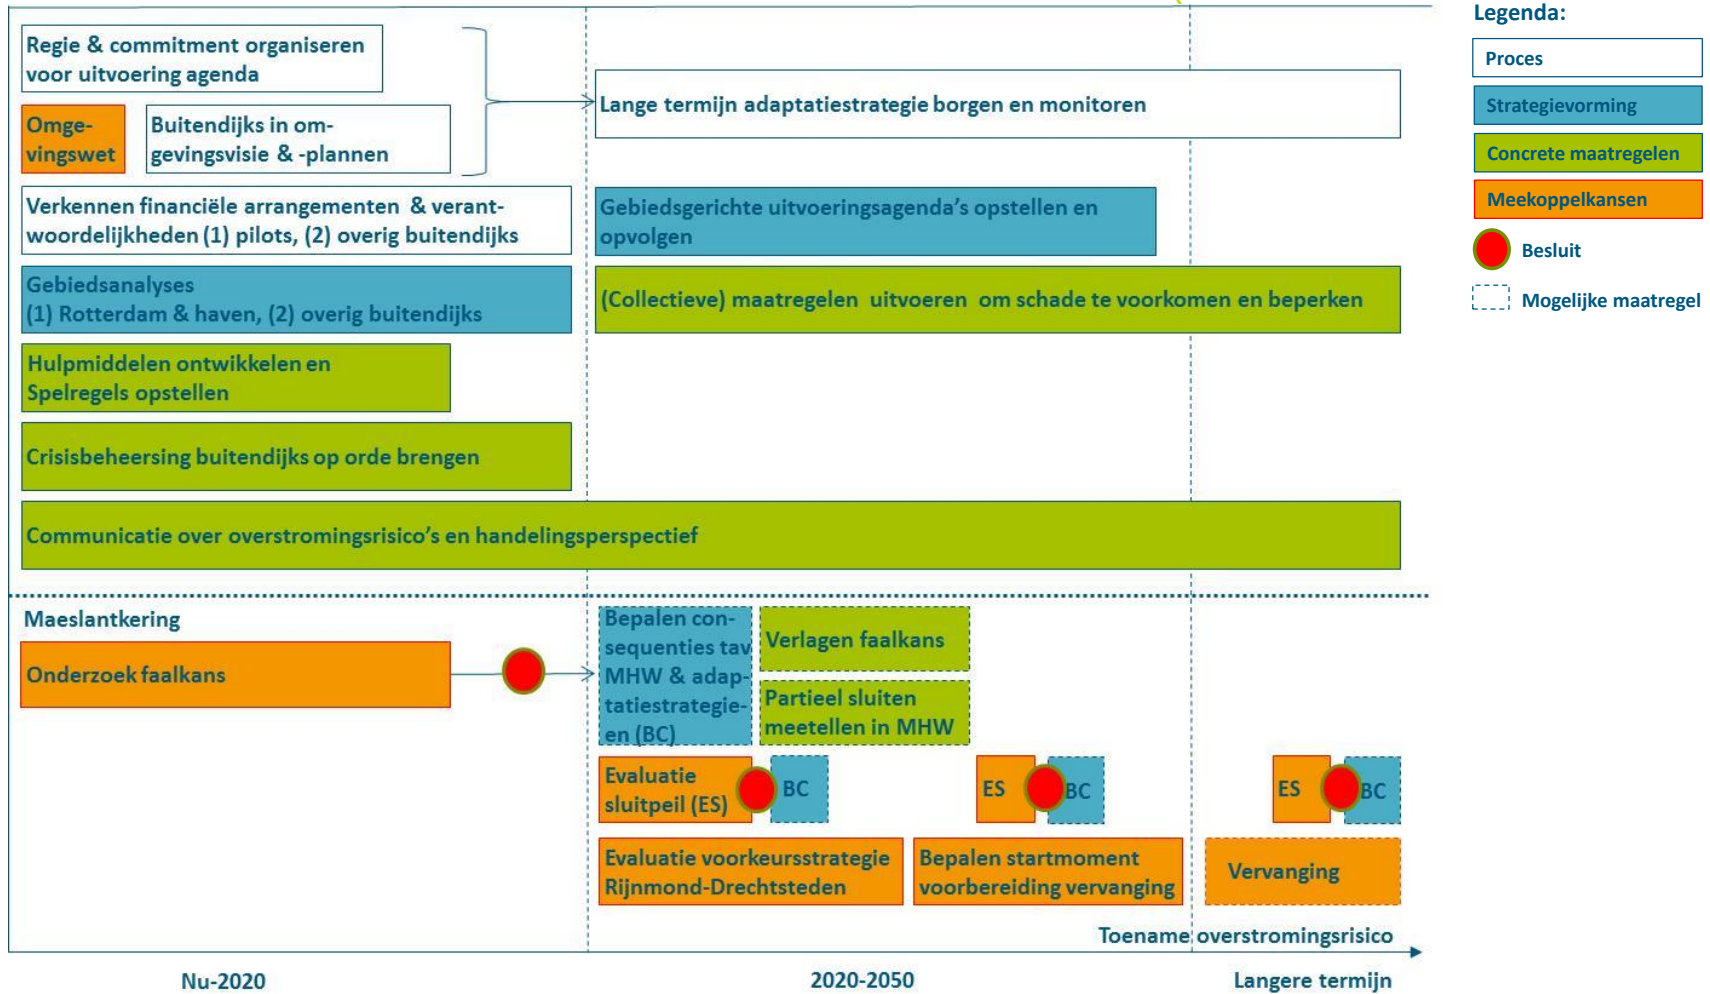 Regie & commitment organiseren
voor uitvoering agenda
Omge-
vingswet
Buitendijks in om-
gevingsvisie & -plannen
Lange termijn adaptatiestrategie borgen en monitoren
Verkennen financiële arrangementen & verant-
woordelijkheden (1) pilots, (2) overig buitendijks
Gebiedsgerichte uitvoeringsagenda's opstellen en
opvolgen
Gebiedsanalyses
(1) Rotterdam & haven, (2) overig buitendijks
(Collectieve) maatregelen uitvoeren om schade te voorkomen en beperken
Hulpmiddelen ontwikkelen en
Spelregels opstellen
Crisisbeheersing buitendijks op orde brengen
Communicatie over overstromingsrisico's en handelingsperspectief
Maeslantkering
Onderzoek faalkans
Bepalen con-
sequenties tav
MHW & adap-
tatiestrategie-
en (BC)
Verlagen faalkans
Partieel sluiten
meetellen in MHW
Evaluatie
sluitpeil (ES)
BC
ES
BC
ES
BC
Evaluatie voorkeursstrategie
Rijnmond-Drechtsteden
Bepalen startmoment
voorbereiding vervanging
Vervanging
Toename overstromingsrisico
Nu-2020
2020-2050
Langere termijn
Legenda:
Proces
Strategievorming
Concrete maatregelen
Meekoppelkansen
Besluit
Mogelijke maatregel